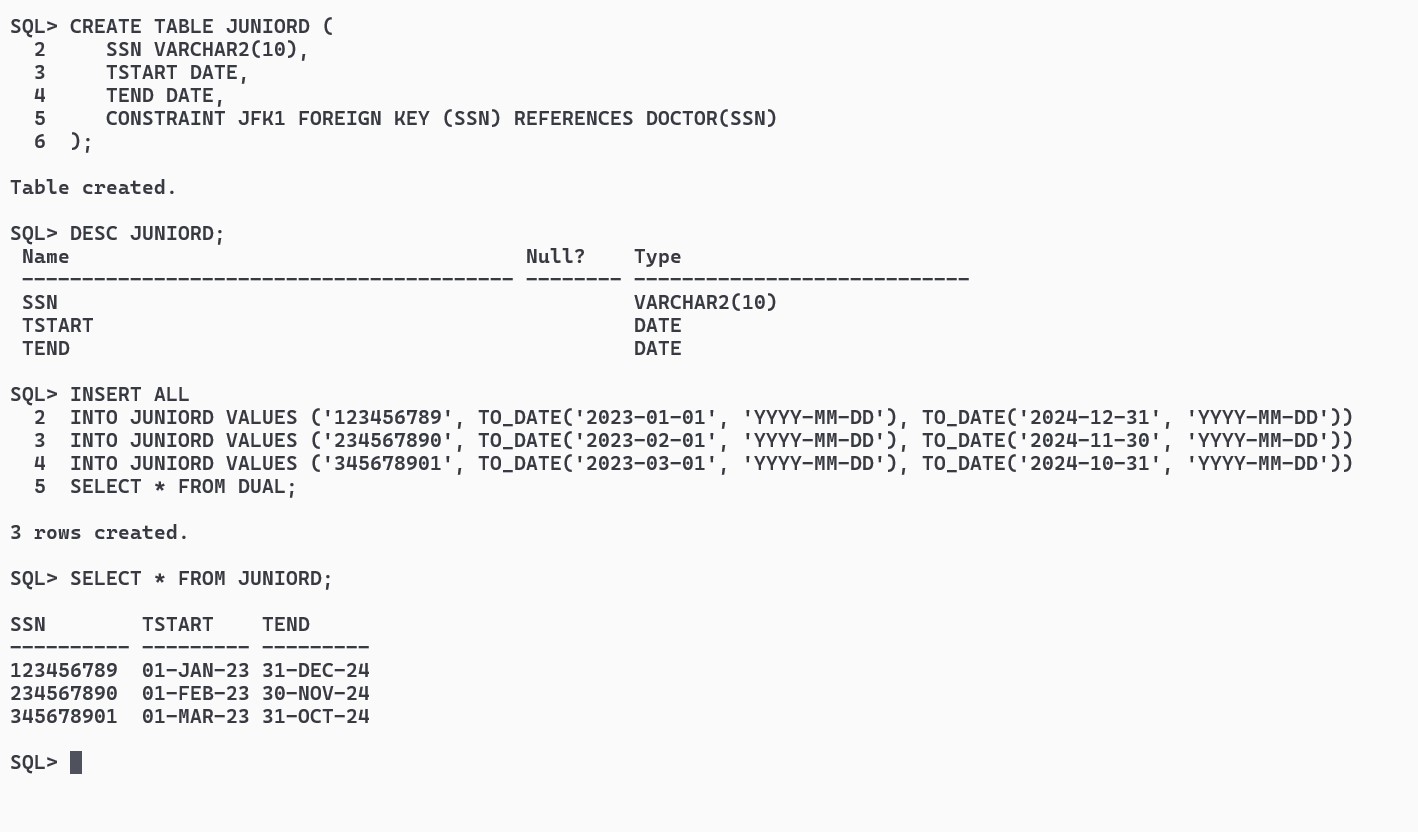 SQL> CREATE TABLE JUNIORD (
  2     SSN VARCHAR2(10),
  3     TSTART DATE,
  4     TEND DATE,
  5     CONSTRAINT JFK1 FOREIGN KEY (SSN) REFERENCES DOCTOR(SSN)
  6  );
Table created.
SQL> DESC JUNIORD;
 Name                                      Null?    Type
 ----------------------------------------- -------- ----------------------------
 SSN                                                VARCHAR2(10)
 TSTART                                             DATE
 TEND                                               DATE
SQL> INSERT ALL
  2  INTO JUNIORD VALUES ('123456789', TO_DATE('2023-01-01', 'YYYY-MM-DD'), TO_DATE('2024-12-31', 'YYYY-MM-DD'))
  3  INTO JUNIORD VALUES ('234567890', TO_DATE('2023-02-01', 'YYYY-MM-DD'), TO_DATE('2024-11-30', 'YYYY-MM-DD'))
  4  INTO JUNIORD VALUES ('345678901', TO_DATE('2023-03-01', 'YYYY-MM-DD'), TO_DATE('2024-10-31', 'YYYY-MM-DD'))
  5  SELECT * FROM DUAL;
3 rows created.
SQL> SELECT * FROM JUNIORD;
SSN        TSTART    TEND
---------- --------- ---------
123456789  01-JAN-23 31-DEC-24
234567890  01-FEB-23 30-NOV-24
345678901  01-MAR-23 31-OCT-24
SQL>